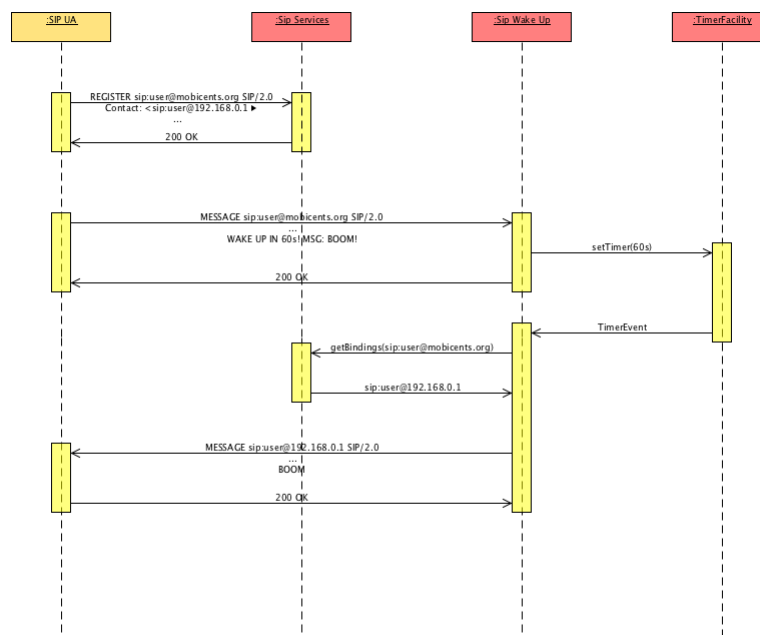 :SIP UA
:Sip Services
:Sip Wake Up
:TimerFacility
REGISTER sip:user@mobicents.org SIP/2.0
Contact: <sip:user@192.168.0.1>
...
200 OK
MESSAGE sip:user@mobicents.org SIP/2.0
...
WAKE UP IN 60s! MSG: BOOM!
setTimer(60s)
200 OK
TimerEvent
getBindings(sip:user@mobicents.org)
sip:user@192.168.0.1
MESSAGE sip:user@192.168.0.1 SIP/2.0
...
BOOM
200 OK